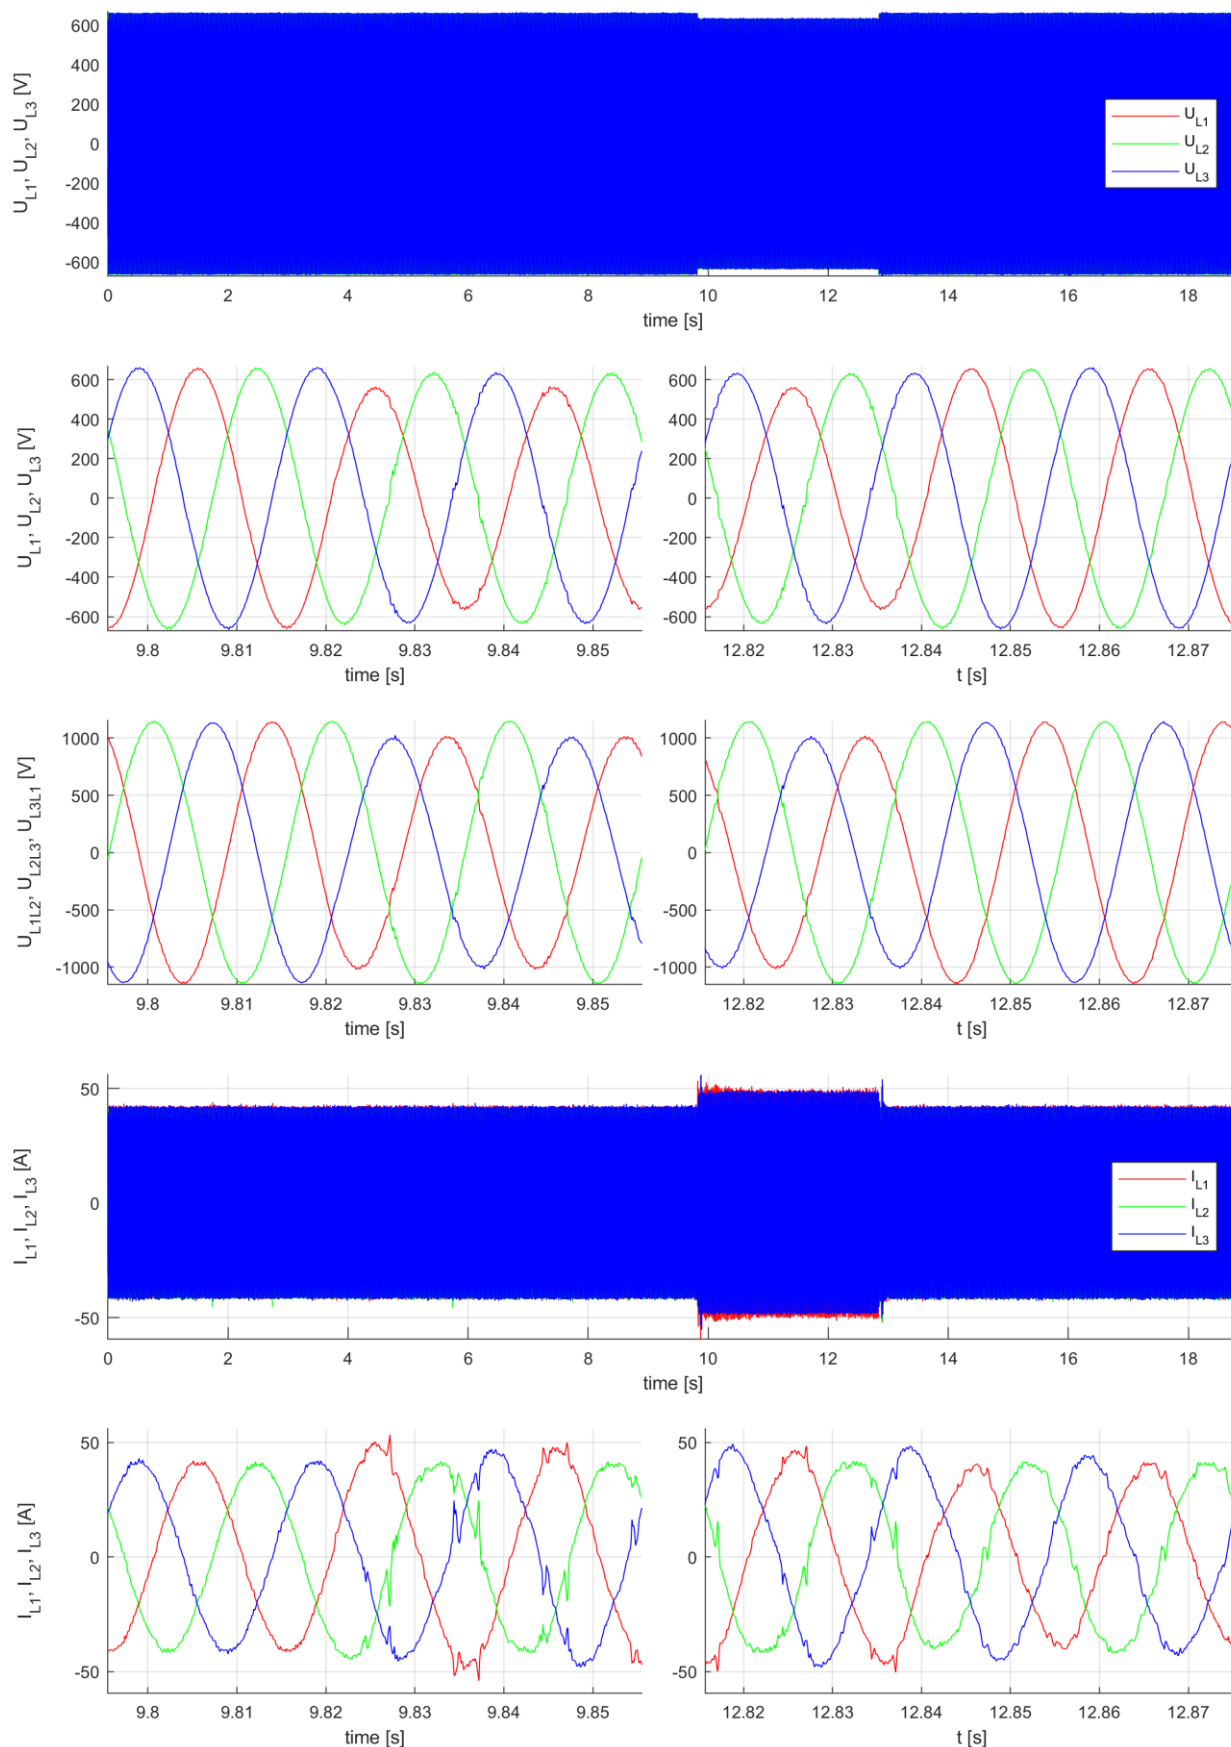 U_L1, U_L2, U_L3 [V]
600
400
200
0
-200
-400
-600
U_L1
U_L2
U_L3
0 2 4 6 8 10 12 14 16 18
time [s]
U_L1, U_L2, U_L3 [V]
600
400
200
0
-200
-400
-600
9.8 9.81 9.82 9.83 9.84 9.85
time [s]
600
400
200
0
-200
-400
-600
12.82 12.83 12.84 12.85 12.86 12.87
t [s]
U_L1L2, U_L2L3, U_L3L1 [V]
1000
500
0
-500
-1000
9.8 9.81 9.82 9.83 9.84 9.85
time [s]
1000
500
0
-500
-1000
12.82 12.83 12.84 12.85 12.86 12.87
t [s]
I_L1, I_L2, I_L3 [A]
50
0
-50
I_L1
I_L2
I_L3
0 2 4 6 8 10 12 14 16 18
time [s]
I_L1, I_L2, I_L3 [A]
50
0
-50
9.8 9.81 9.82 9.83 9.84 9.85
time [s]
50
0
-50
12.82 12.83 12.84 12.85 12.86 12.87
t [s]